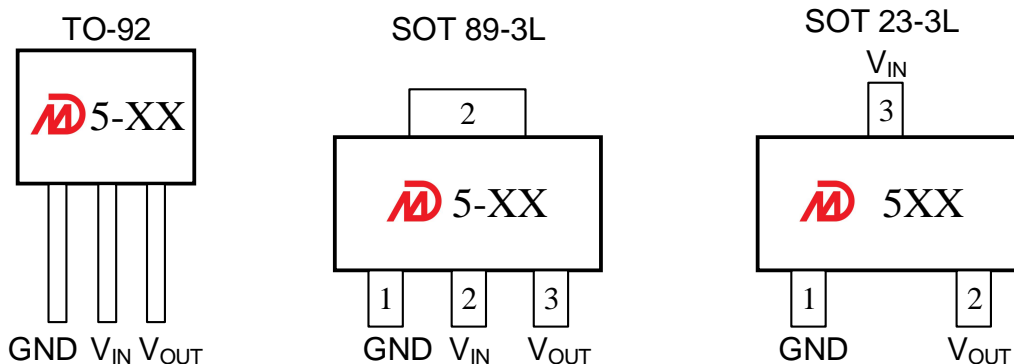 TO-92
5-XX
GND VIN VOUT
SOT 89-3L
2
5-XX
1 2 3
GND VIN VOUT
SOT 23-3L
VIN
3
5XX
1 2
GND VOUT